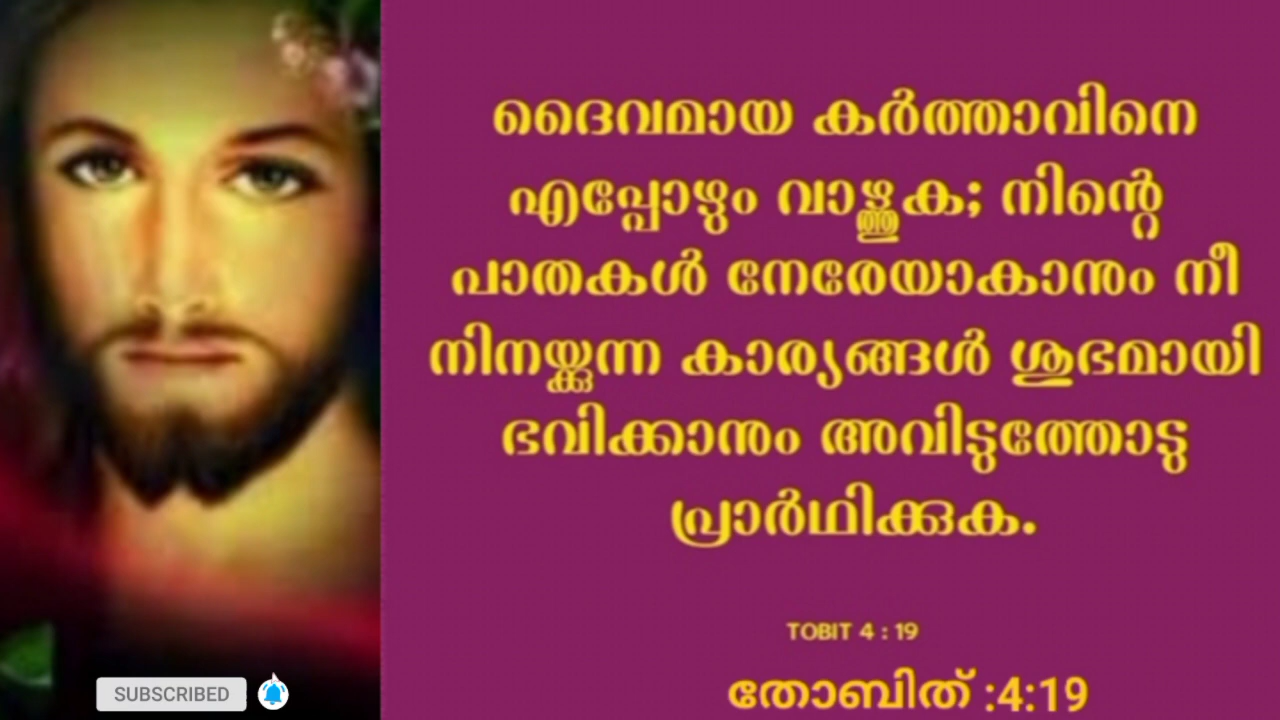 ദൈവമായ കർത്താവിനെ
എപ്പോഴും വാഴ്ത്തുക; നിന്റെ
പാതകൾ നേരേയാകാനും നീ
നിനയ്ക്കുന്ന കാര്യങ്ങൾ ശുഭമായി
ഭവിക്കാനും അവിടുത്തോടു
പ്രാർഥിക്കുക.
TOBIT 4 : 19
തോബിത് :4:19
SUBSCRIBED